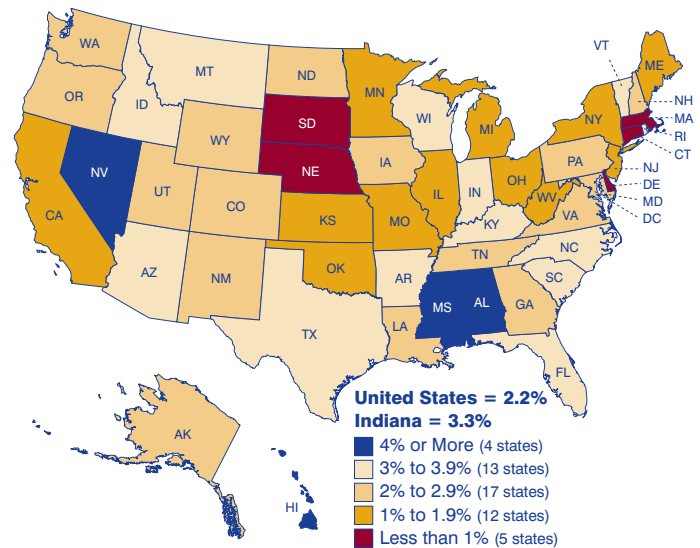 WA
OR
CA
NV
ID
MT
WY
UT
AZ
CO
NM
ND
SD
NE
KS
OK
TX
MN
IA
MO
AR
LA
WI
IL
MI
IN
OH
KY
TN
MS
AL
GA
FL
SC
NC
VA
WV
PA
NY
VT
ME
NH
MA
RI
CT
NJ
DE
MD
DC
AK
HI
United States = 2.2%
Indiana = 3.3%
4% or More (4 states)
3% to 3.9% (13 states)
2% to 2.9% (17 states)
1% to 1.9% (12 states)
Less than 1% (5 states)